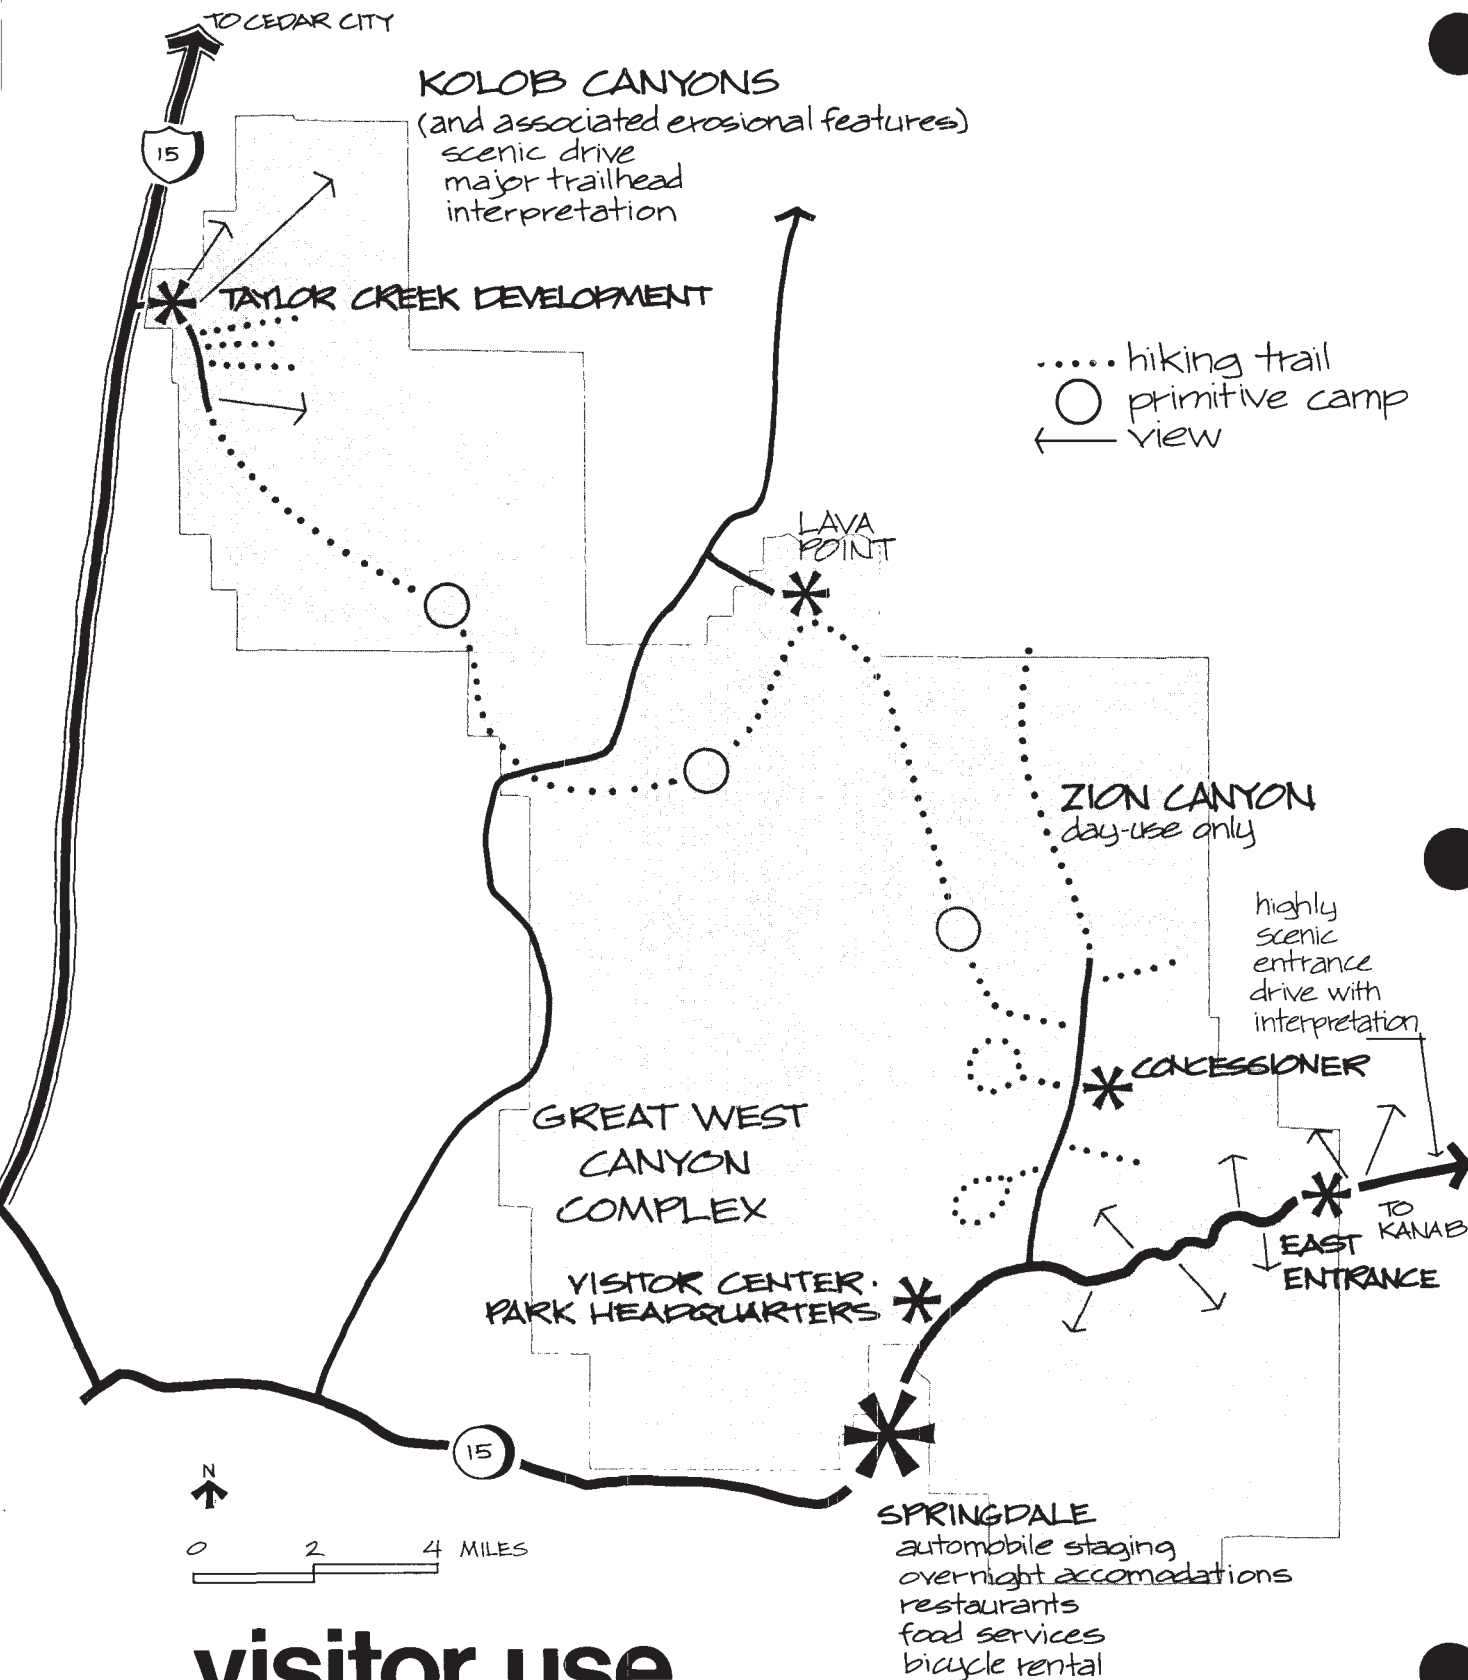 TO CEDAR CITY
KOLOB CANYONS
(and associated erosional features)
scenic drive
major trailhead
interpretation
15
TAYLOR CREEK DEVELOPMENT
hiking trail
primitive camp
view
LAVA
POINT
ZION CANYON
day-use only
highly
scenic
entrance
drive with
interpretation
CONCESSIONER
GREAT WEST
CANYON
COMPLEX
TO
KANAB
EAST
ENTRANCE
VISITOR CENTER ·
PARK HEADQUARTERS
15
N
0 2 4 MILES
SPRINGDALE
automobile staging
overnight accomodations
restaurants
food services
bicycle rental
visitor use